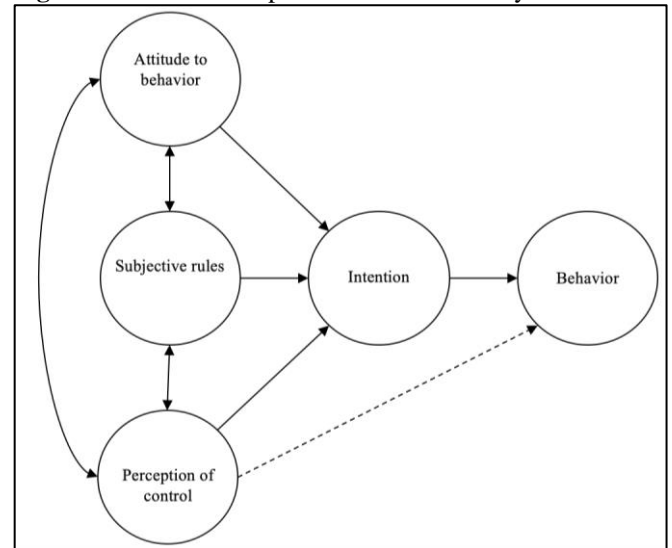 Attitude to
behavior
Subjective rules
Intention
Behavior
Perception of
control